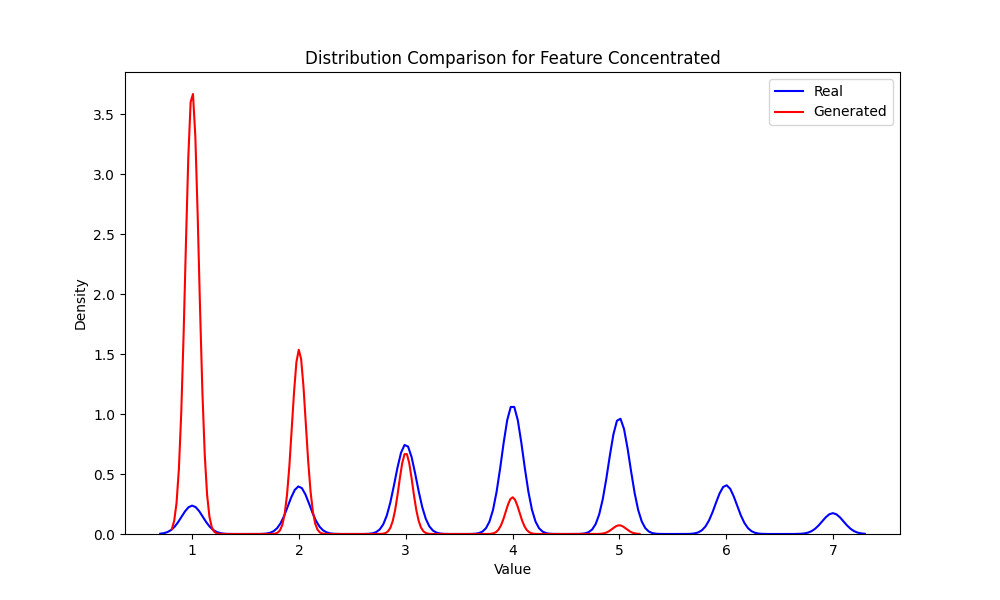 Distribution Comparison for Feature Concentrated
Real
Generated
3.5
3.0
2.5
2.0
1.5
1.0
0.5
0.0
Density
1 2 3 4 5 6 7
Value